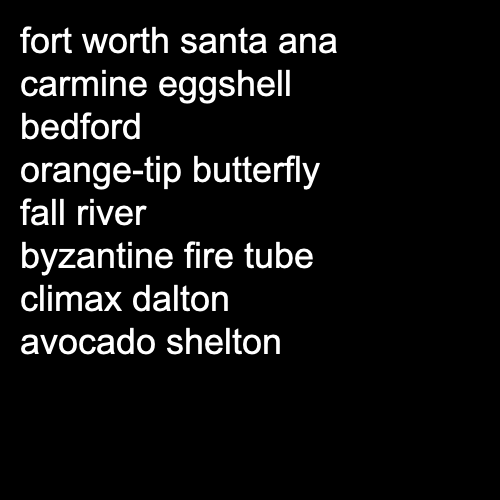 fort worth santa ana
carmine eggshell
bedford
orange-tip butterfly
fall river
byzantine fire tube
climax dalton
avocado shelton